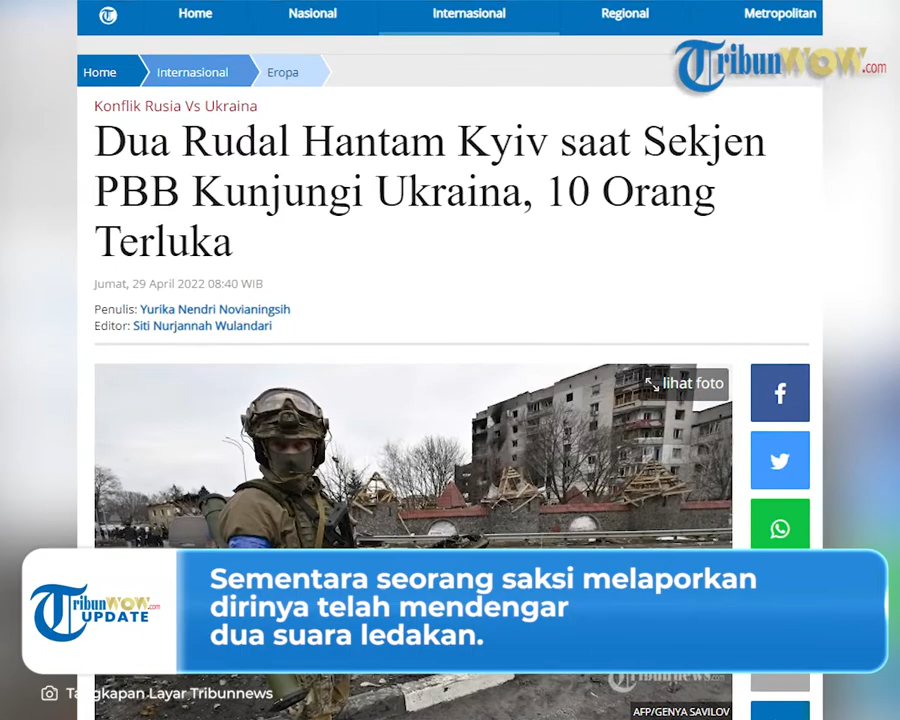 Home Nasional Internasional Regional Metropolitan
TribunWOW.com
Home Internasional Eropa
Konflik Rusia Vs Ukraina
Dua Rudal Hantam Kyiv saat Sekjen
PBB Kunjungi Ukraina, 10 Orang
Terluka
Jumat, 29 April 2022 08:40 WIB
Penulis: Yurika Nendri Novianingsih
Editor: Siti Nurjannah Wulandari
lihat foto
TribunWOW.com
UPDATE
Sementara seorang saksi melaporkan
dirinya telah mendengar
dua suara ledakan.
Tribunnews.com
Tangkapan Layar Tribunnews
AFP/GENYA SAVILOV